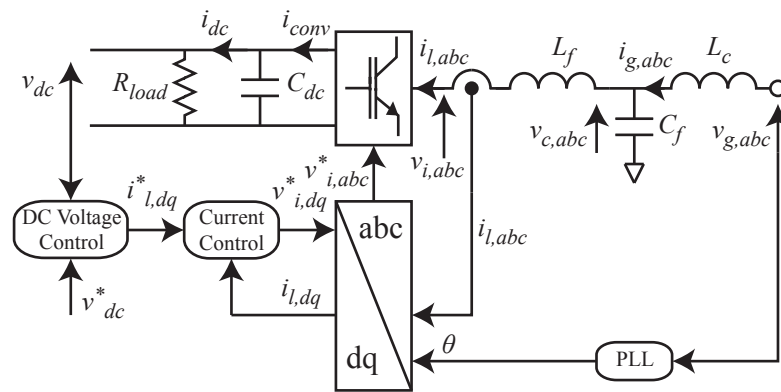 i_dc
i_conv
i_l,abc
L_f
i_g,abc
L_c
v_dc
R_load
C_dc
v_i,abc
v_c,abc
C_f
v_g,abc
i*_l,dq
v*_i,dq
v*_i,abc
DC Voltage
Control
Current
Control
abc
i_l,abc
v*_dc
i_l,dq
dq
θ
PLL